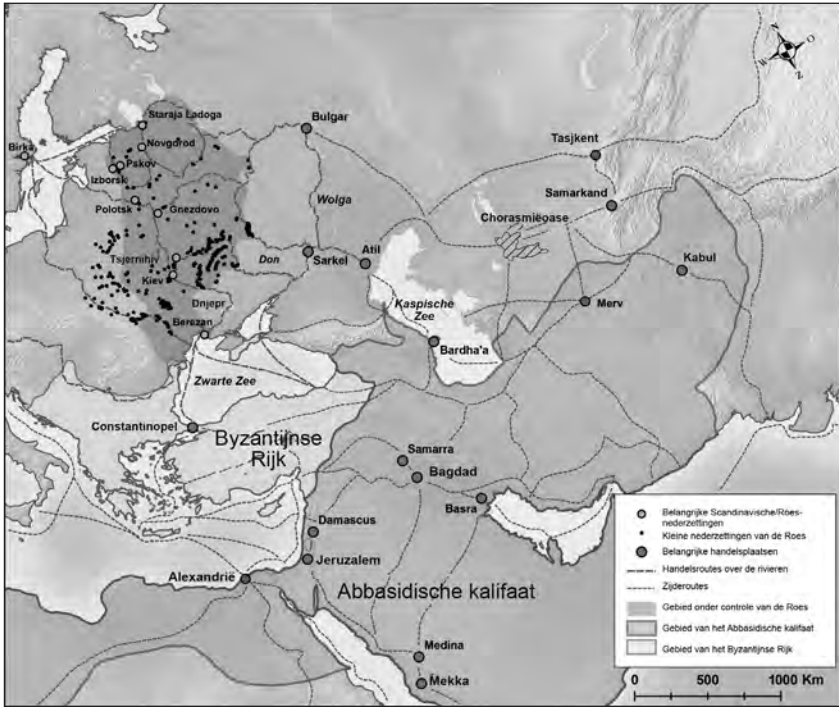 N
O
W
Z
Staraja Ladoga
Bulgar
Birka
Novgorod
Tasjkent
Pskov
Izborsk
Samarkand
Polotsk
Gnezdovo
Wolga
Chorasmiëoase
Tsjernihiv
Don
Sarkel
Atil
Kabul
Kiev
Dnjepr
Kaspische
Zee
Merv
Berezan
Bardha'a
Zwarte Zee
Constantinopel
Byzantijnse
Rijk
Samarra
Bagdad
Basra
Damascus
Jeruzalem
Alexandrië
Abbasidische kalifaat
Medina
Mekka
Belangrijke Scandinavische/Roes-
nederzettingen
Kleine nederzettingen van de Roes
Belangrijke handelsplaatsen
Handelsroutes over de rivieren
Zijderoutes
Gebied onder controle van de Roes
Gebied van het Abbasidische kalifaat
Gebied van het Byzantijnse Rijk
0 500 1000 Km